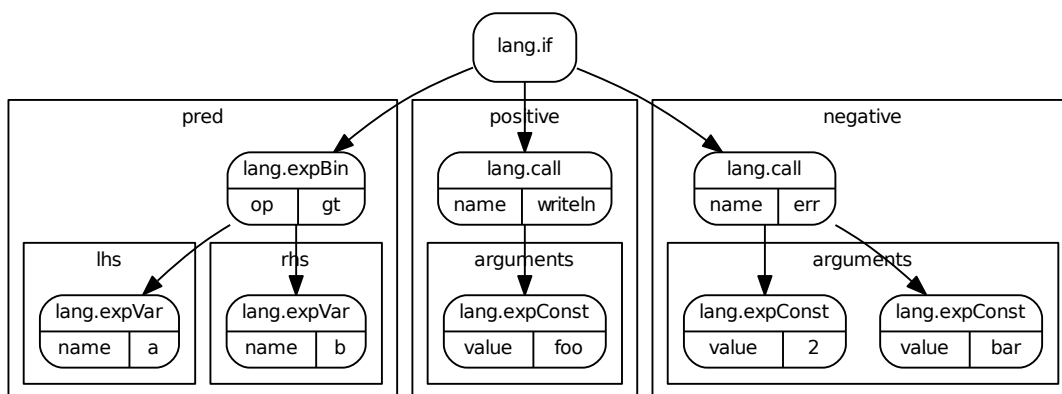 lang.if
pred
positive
negative
lang.expBin
op gt
lang.call
name writeln
lang.call
name err
lhs
rhs
arguments
arguments
lang.expVar
name a
lang.expVar
name b
lang.expConst
value foo
lang.expConst
value 2
lang.expConst
value bar